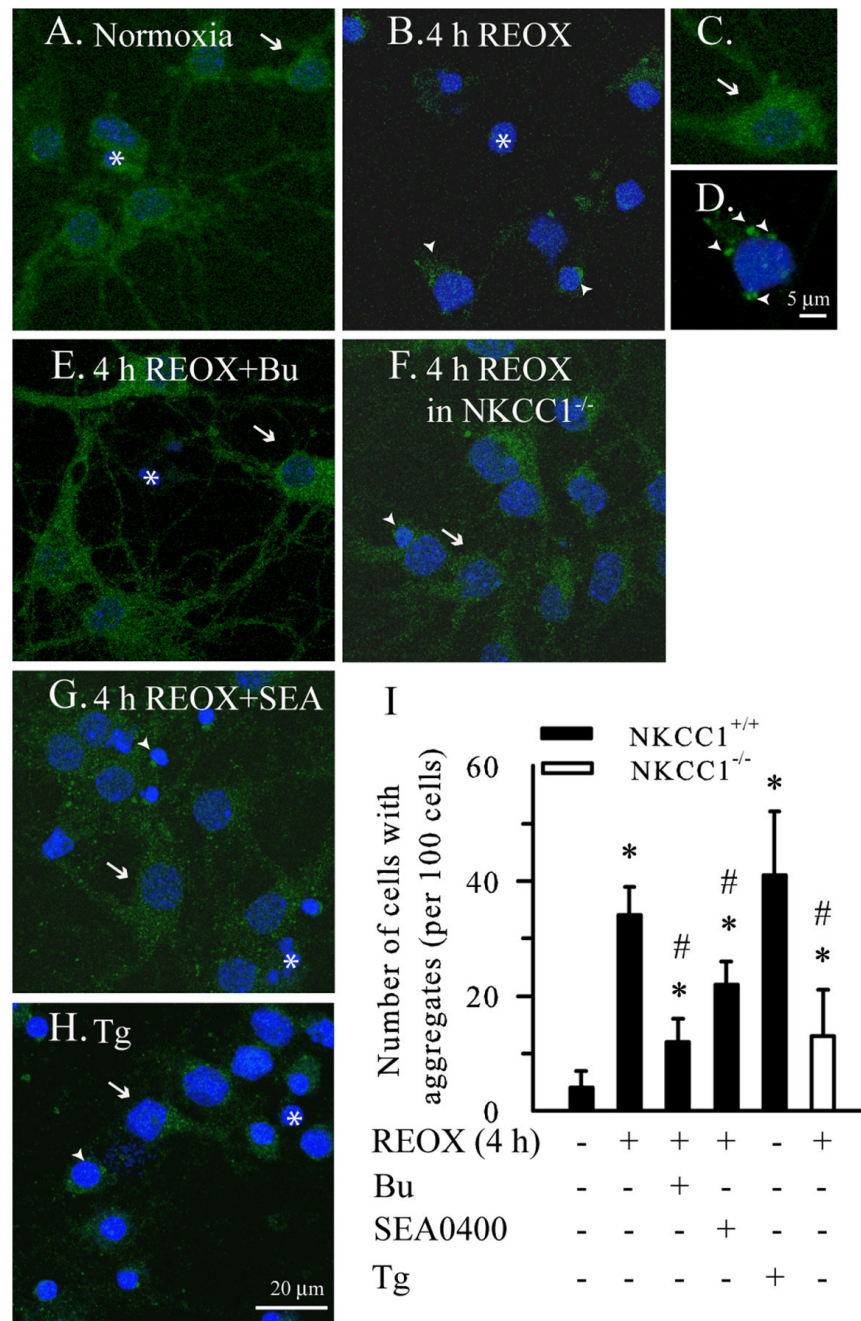 A. Normoxia
B. 4 h REOX
C.
D.
5 µm
E. 4 h REOX+Bu
F. 4 h REOX
in NKCC1-/-
G. 4 h REOX+SEA
*
H. Tg
20 µm
I
NKCC1+/+
NKCC1-/-
Number of cells with
aggregates (per 100 cells)
60
40
20
0
* * # * # * * # *
REOX (4 h) - + + + - +
Bu - - + - - -
SEA0400 - - - + - -
Tg - - - - + -